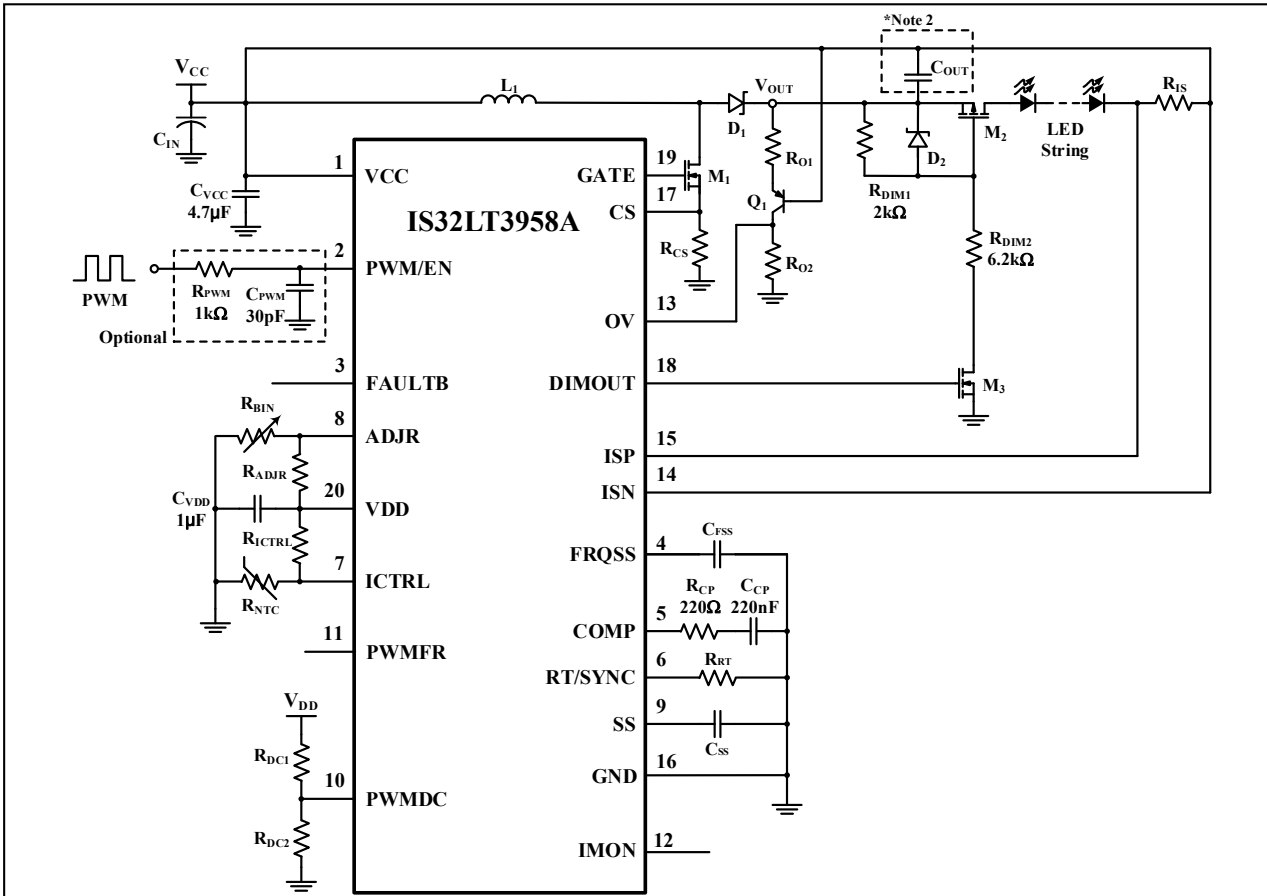 *Note 2
VCC
COUT
L1
VOUT
RIS
D1
M2
LED
String
CIN
RO1
D2
1
VCC
19
GATE
M1
RDIM1
2kΩ
CVCC
4.7μF
17
CS
Q1
IS32LT3958A
RCS
RO2
RDIM2
6.2kΩ
2
PWM/EN
PWM
RPWM
1kΩ
CPWM
30pF
Optional
13
OV
3
FAULTB
18
DIMOUT
M3
RBIN
8
ADJR
RADJR
15
ISP
14
ISN
CVDD
1μF
20
VDD
RICTRL
7
ICTRL
RNTC
4
FRQSS
CFSS
RCP
220Ω
CCP
220nF
5
COMP
11
PWMFR
6
RT/SYNC
RRT
9
SS
CSS
VDD
RDC1
10
PWMDC
RDC2
16
GND
12
IMON